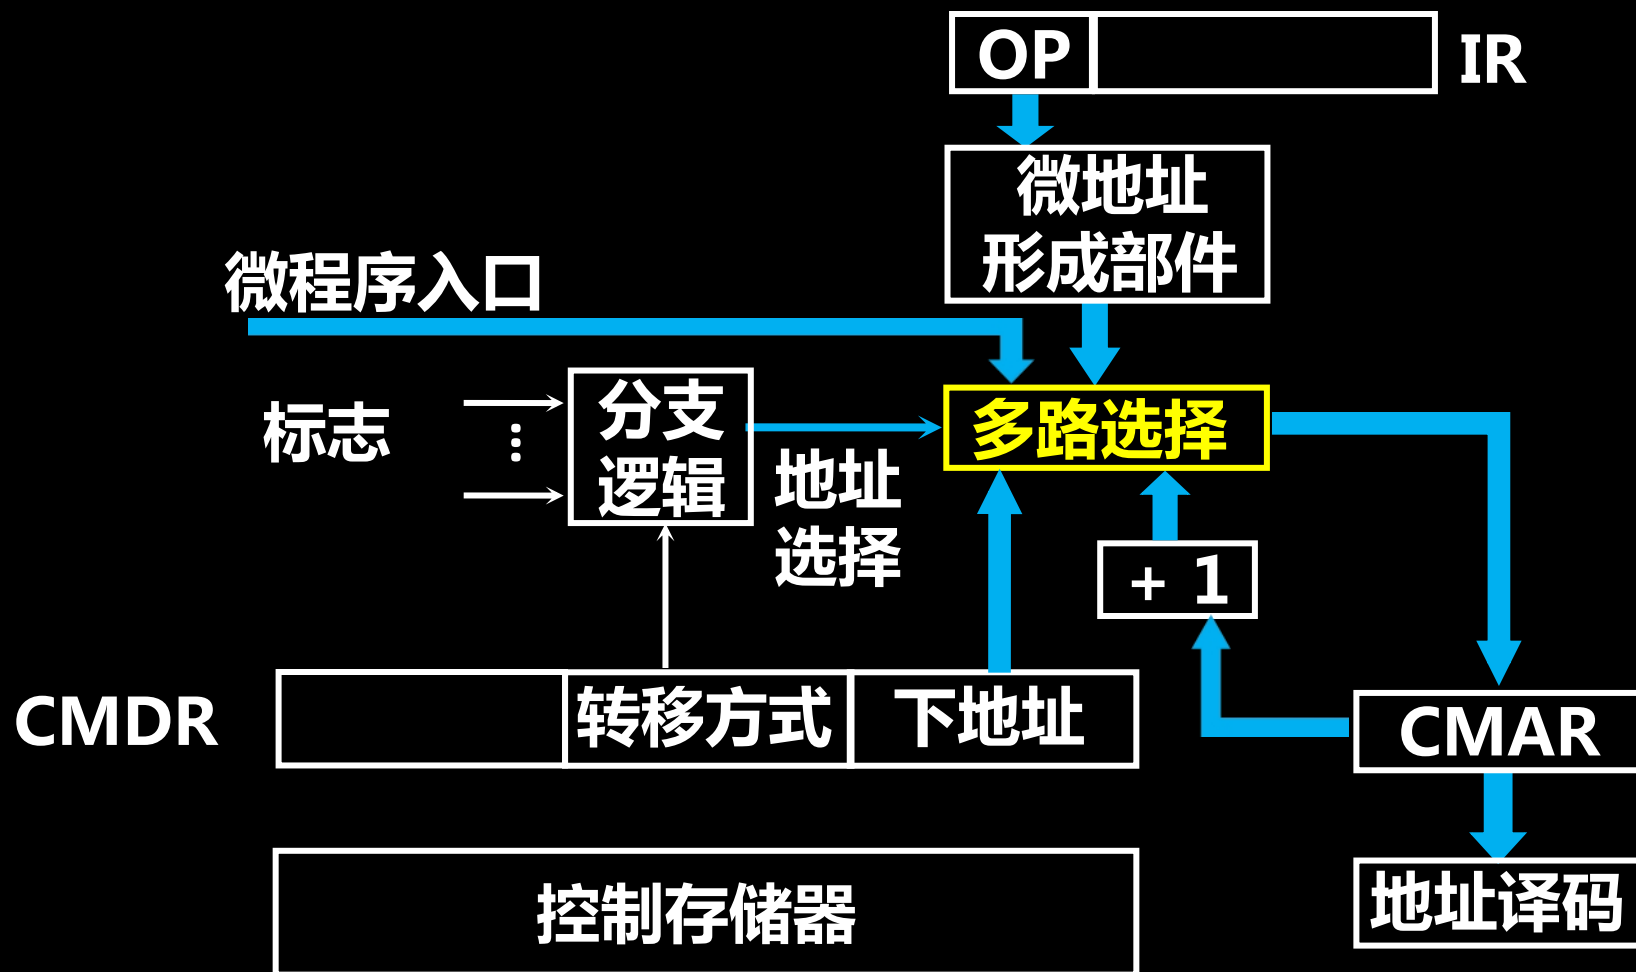 OP
IR
微地址
形成部件
微程序入口
标志
⋮
分支
逻辑
地址
选择
多路选择
+ 1
CMDR
转移方式
下地址
CMAR
控制存储器
地址译码